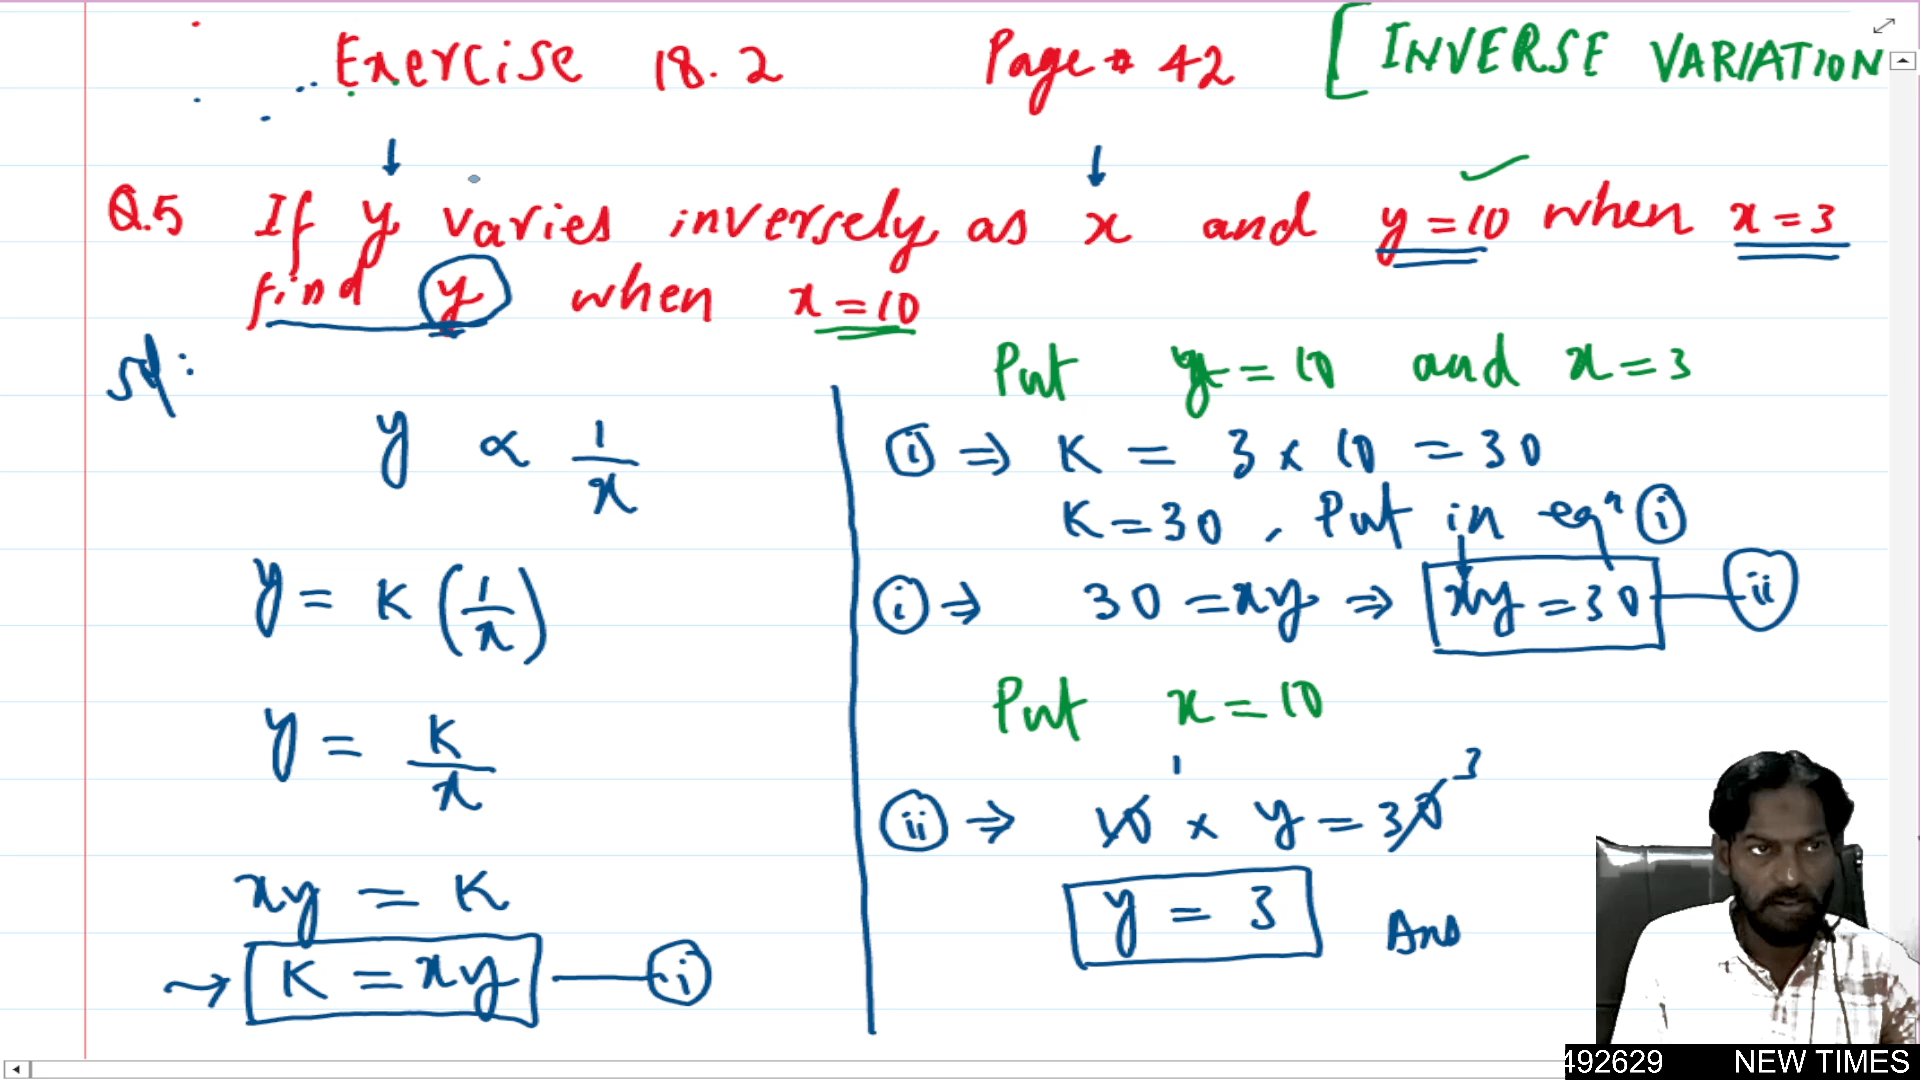 Exercise 18.2 Page # 42 [INVERSE VARIATION
Q.5 If y varies inversely as x and y = 10 when x = 3
find y when x = 10
Sol:
y ∝ 1/x
y = K (1/x)
y = K/x
xy = K
→ K = xy — (i)
Put y = 10 and x = 3
(i) ⇒ K = 3 × 10 = 30
K = 30, Put in eqn (i)
(i) ⇒ 30 = xy ⇒ xy = 30 — (ii)
Put x = 10
1 3
(ii) ⇒ 10 × y = 30
y = 3 Ans
492629 NEW TIMES